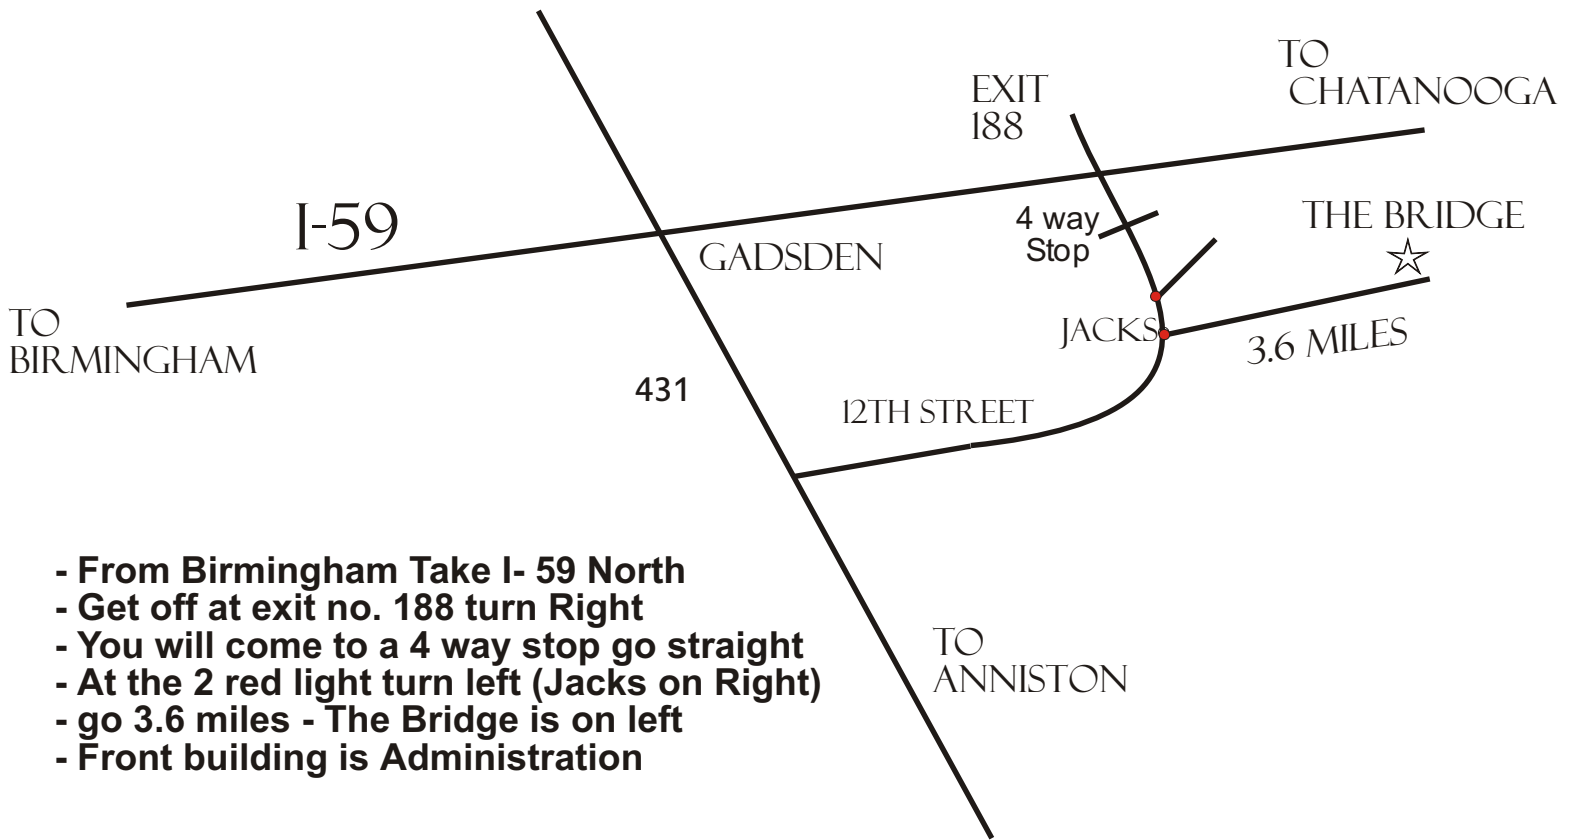 TO
CHATANOOGA
EXIT
188
I-59
4 way
Stop
THE BRIDGE
GADSDEN
TO
BIRMINGHAM
JACKS
3.6 MILES
431
12TH STREET
TO
ANNISTON
- From Birmingham Take I- 59 North
- Get off at exit no. 188 turn Right
- You will come to a 4 way stop go straight
- At the 2 red light turn left (Jacks on Right)
- go 3.6 miles - The Bridge is on left
- Front building is Administration